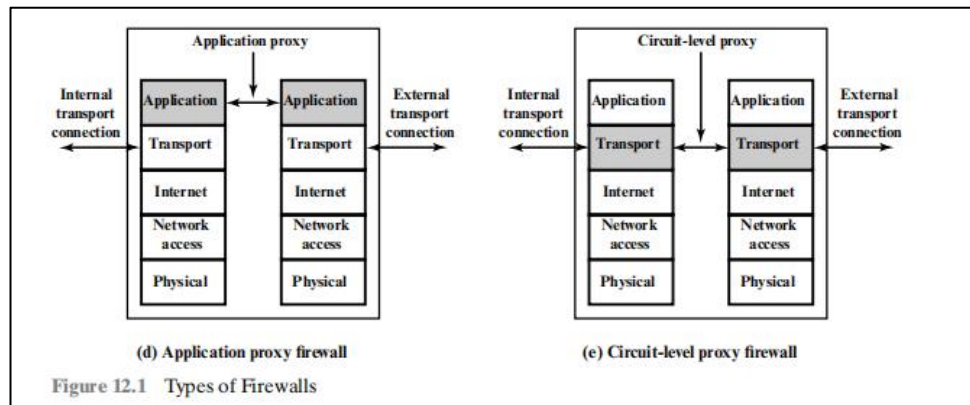 Application proxy
Internal
transport
connection
External
transport
connection
Application
Application
Transport
Transport
Internet
Internet
Network
access
Network
access
Physical
Physical
(d) Application proxy firewall
Circuit-level proxy
Internal
transport
connection
External
transport
connection
Application
Application
Transport
Transport
Internet
Internet
Network
access
Network
access
Physical
Physical
(e) Circuit-level proxy firewall
Figure 12.1 Types of Firewalls